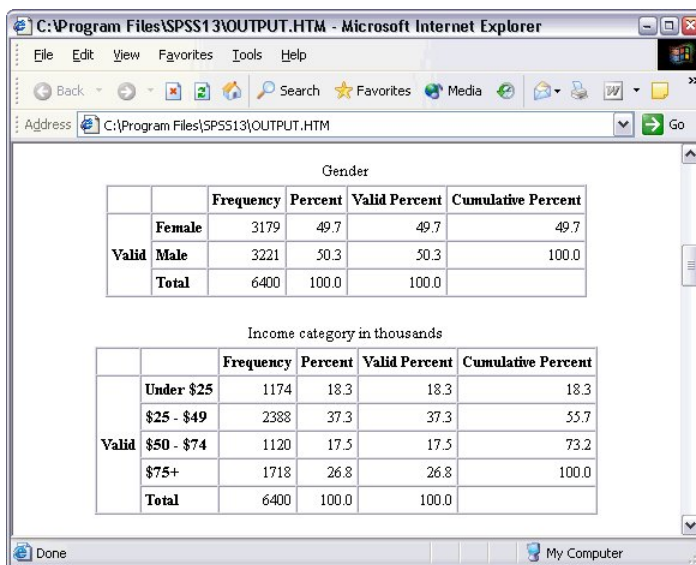 C:\Program Files\SPSS13\OUTPUT.HTM - Microsoft Internet Explorer
File Edit View Favorites Tools Help
Back Search Favorites Media
Address C:\Program Files\SPSS13\OUTPUT.HTM Go
Gender
Frequency Percent Valid Percent Cumulative Percent
Valid Female 3179 49.7 49.7 49.7
Male 3221 50.3 50.3 100.0
Total 6400 100.0 100.0
Income category in thousands
Frequency Percent Valid Percent Cumulative Percent
Valid Under $25 1174 18.3 18.3 18.3
$25 - $49 2388 37.3 37.3 55.7
$50 - $74 1120 17.5 17.5 73.2
$75+ 1718 26.8 26.8 100.0
Total 6400 100.0 100.0
Done My Computer